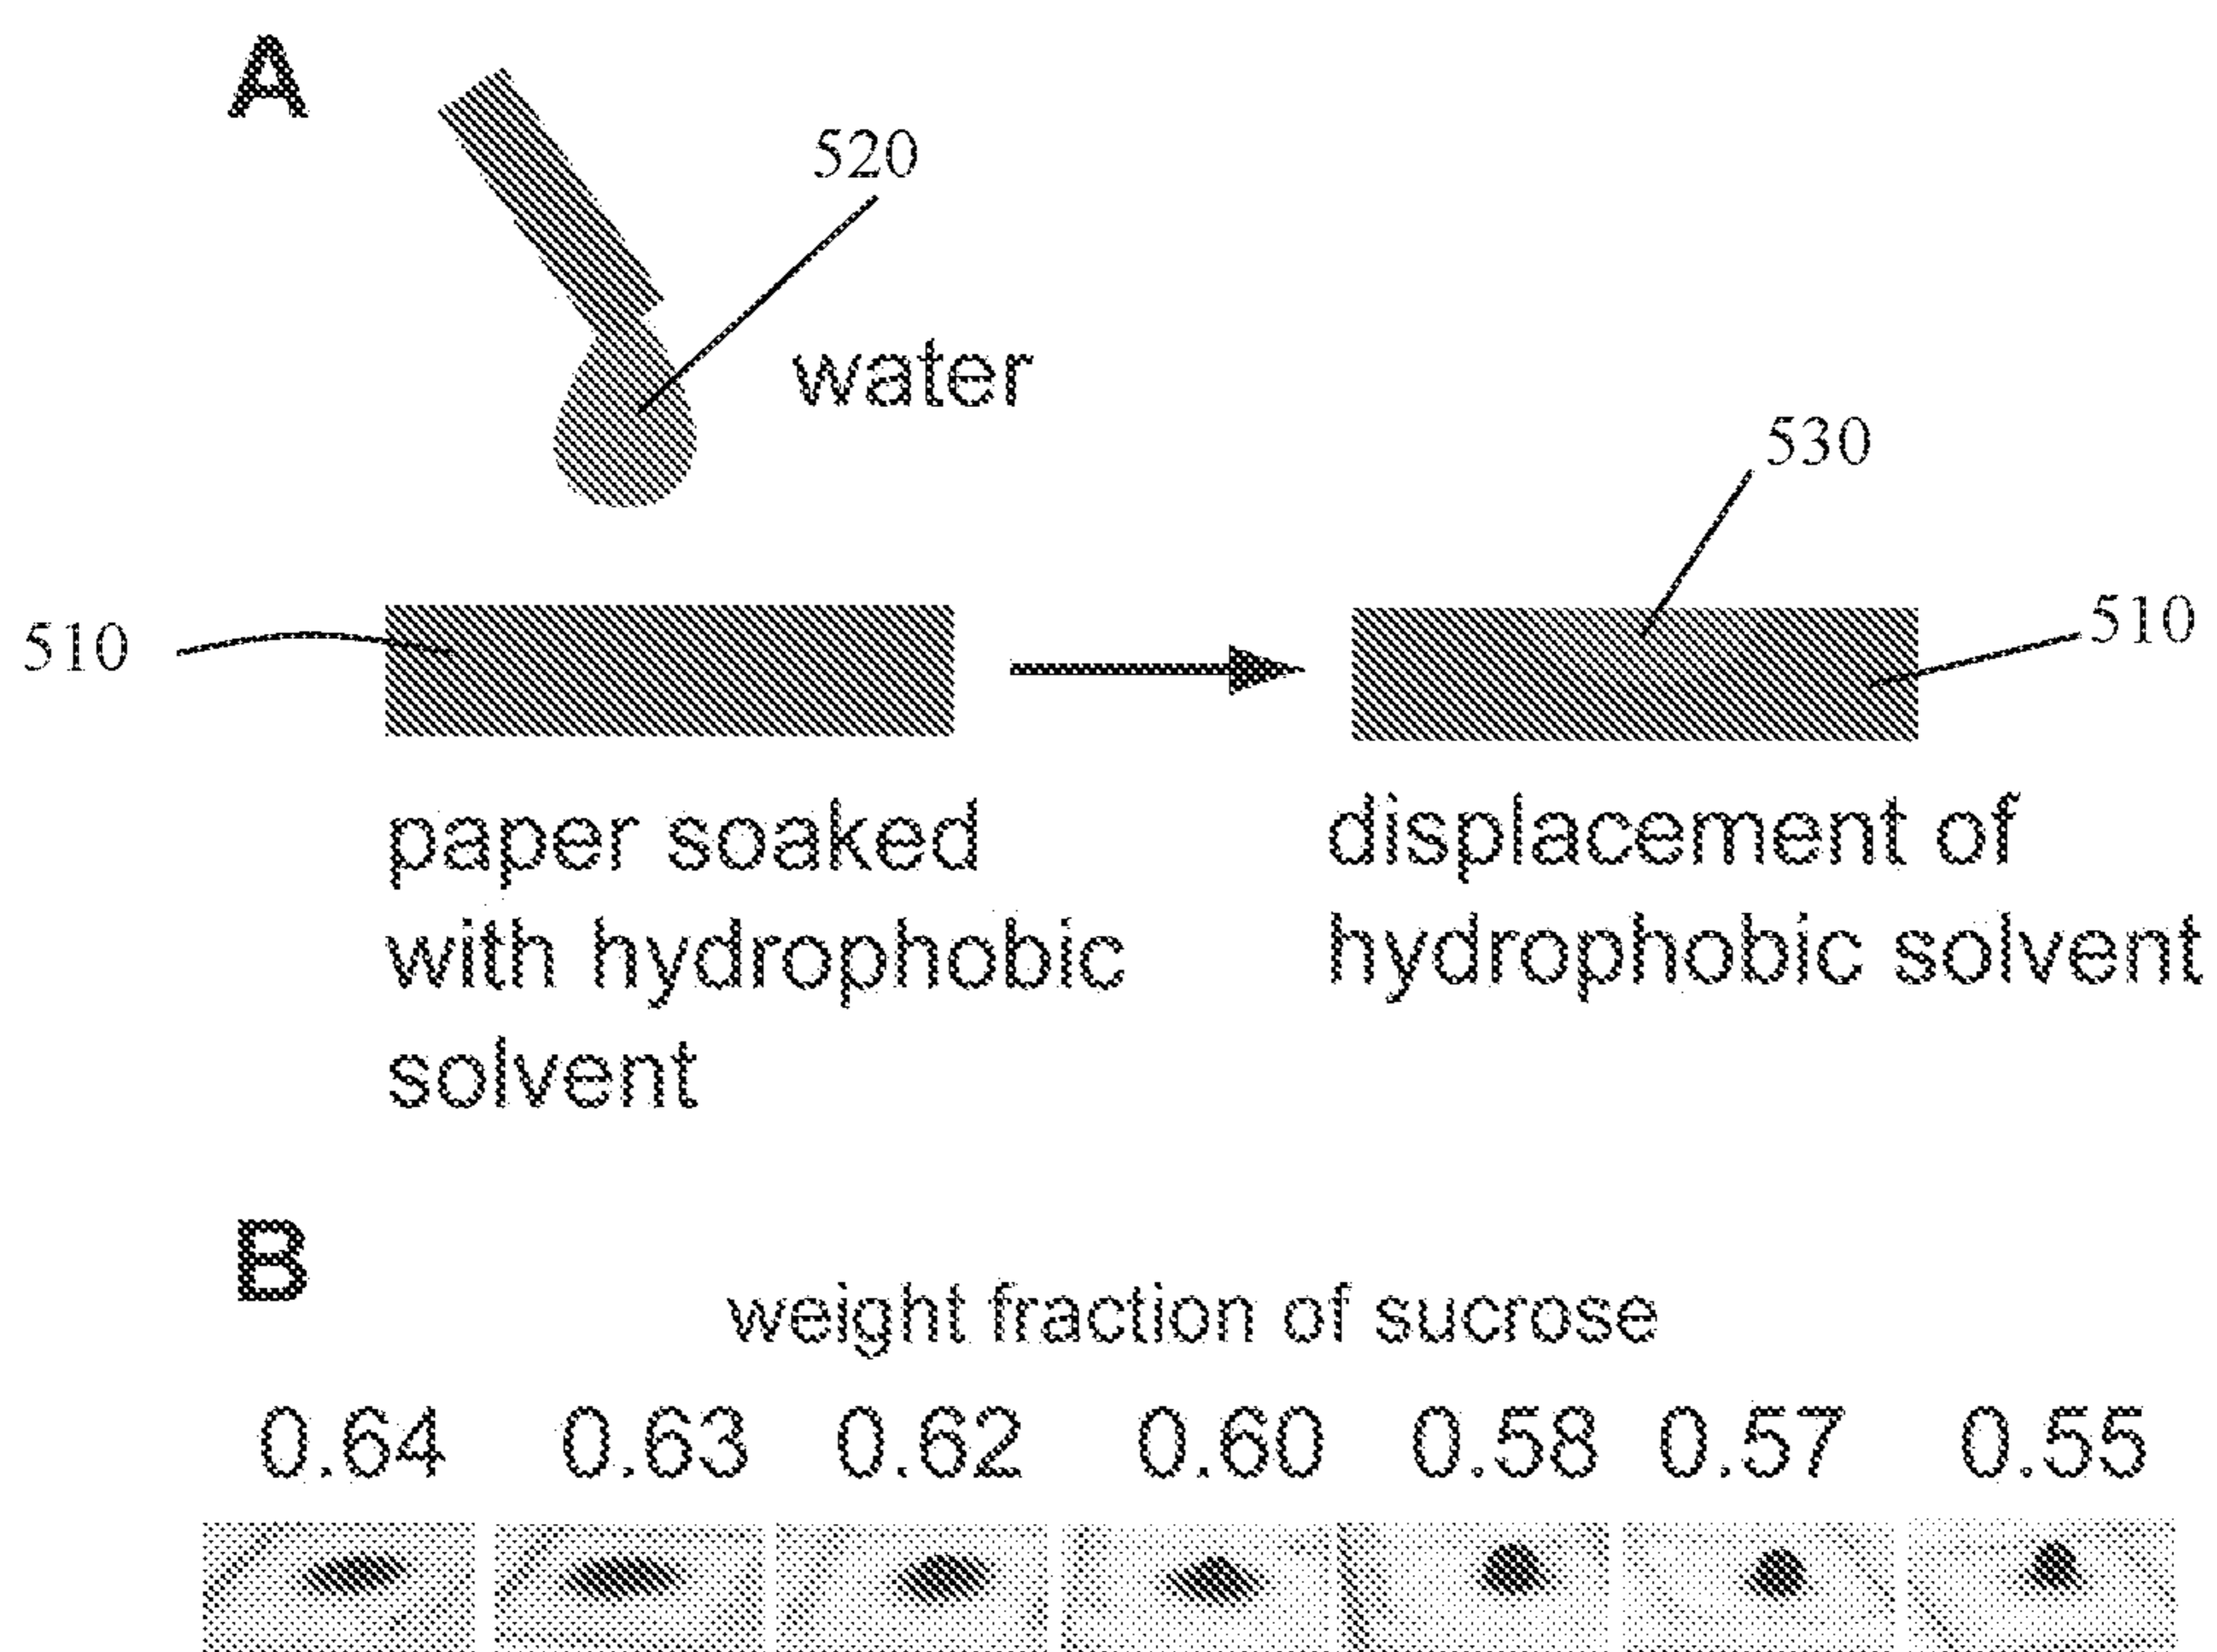 A
520
water
530
510
510
paper soaked
with hydrophobic
solvent
displacement of
hydrophobic solvent
B
weight fraction of sucrose
0.64 0.63 0.62 0.60 0.58 0.57 0.55